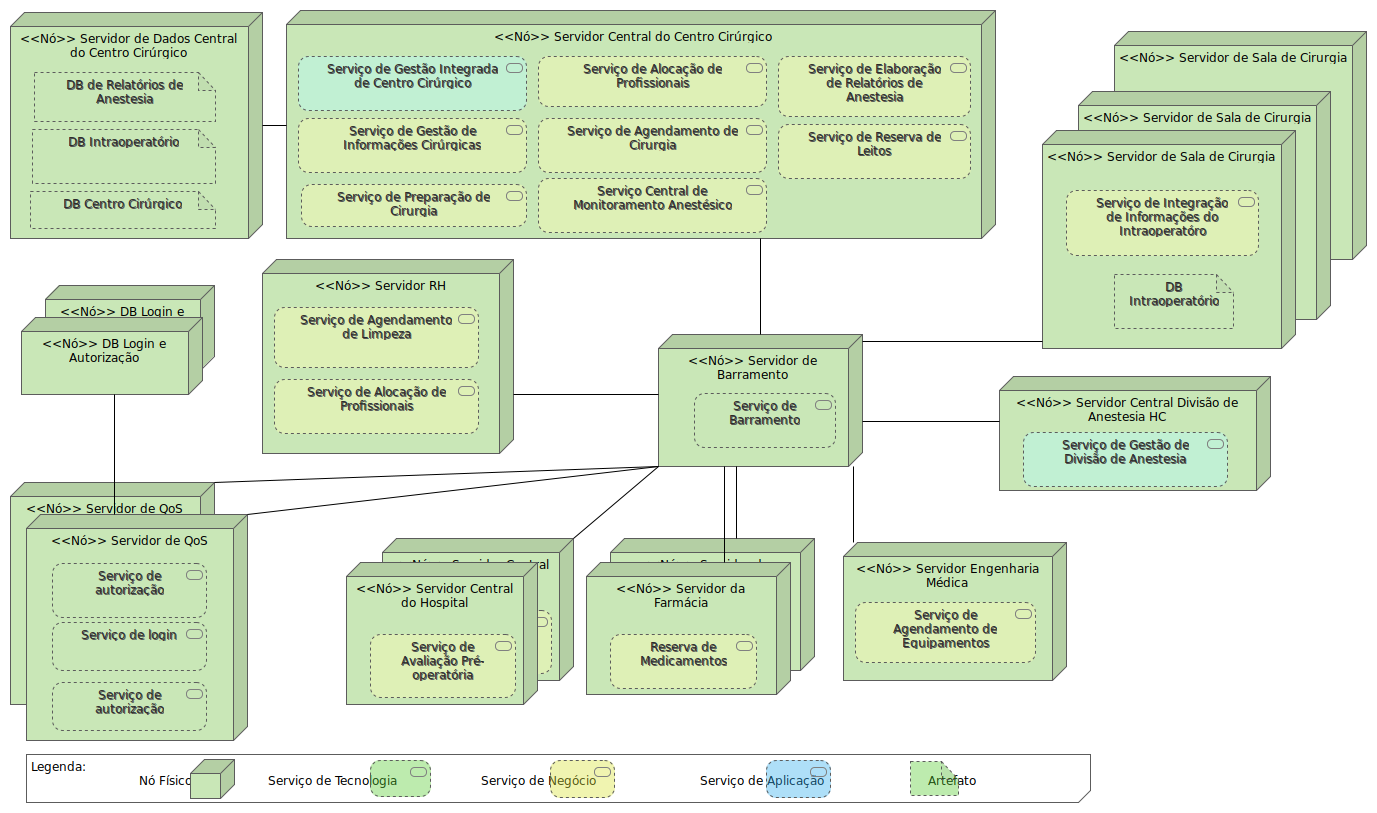 <<Nó>> Servidor de Dados Central
do Centro Cirúrgico
DB de Relatórios de
Anestesia
DB Intraoperatório
DB Centro Cirúrgico
<<Nó>> Servidor Central do Centro Cirúrgico
Serviço de Gestão Integrada
de Centro Cirúrgico
Serviço de Alocação de
Profissionais
Serviço de Elaboração
de Relatórios de
Anestesia
Serviço de Gestão de
Informações Cirúrgicas
Serviço de Agendamento de
Cirurgia
Serviço de Reserva de
Leitos
Serviço de Preparação de
Cirurgia
Serviço Central de
Monitoramento Anestésico
<<Nó>> Servidor de Sala de Cirurgia
<<Nó>> Servidor de Sala de Cirurgia
<<Nó>> Servidor de Sala de Cirurgia
Serviço de Integração
de Informações do
Intraoperatóro
DB
Intraoperatório
<<Nó>> DB Login e
<<Nó>> DB Login e
Autorização
<<Nó>> Servidor RH
Serviço de Agendamento
de Limpeza
Serviço de Alocação de
Profissionais
<<Nó>> Servidor de
Barramento
Serviço de
Barramento
<<Nó>> Servidor Central Divisão de
Anestesia HC
Serviço de Gestão de
Divisão de Anestesia
<<Nó>> Servidor de QoS
<<Nó>> Servidor de QoS
Serviço de
autorização
Serviço de login
Serviço de
autorização
<<Nó>> Servidor Central
do Hospital
Serviço de
Avaliação Pré-
operatória
<<Nó>> Servidor da
Farmácia
Reserva de
Medicamentos
<<Nó>> Servidor Engenharia
Médica
Serviço de
Agendamento de
Equipamentos
Legenda:
Nó Físico
Serviço de Tecnologia
Serviço de Negócio
Serviço de Aplicação
Artefato